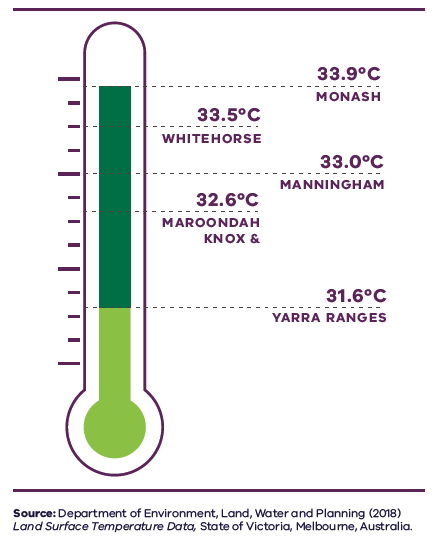 33.9°C
MONASH
33.5°C
WHITEHORSE
33.0°C
MANNINGHAM
32.6°C
MAROONDAH
KNOX &
31.6°C
YARRA RANGES
Source: Department of Environment, Land, Water and Planning (2018)
Land Surface Temperature Data, State of Victoria, Melbourne, Australia.